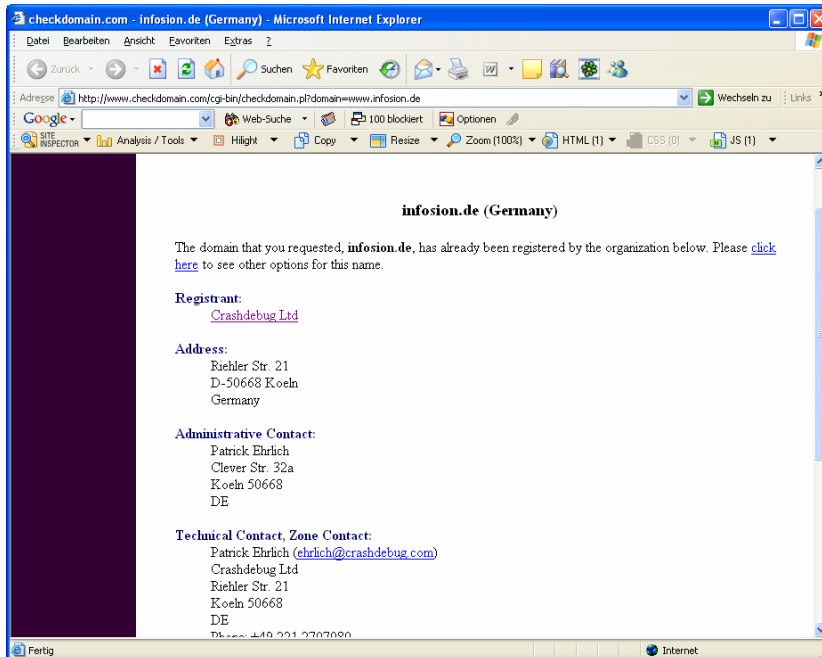 checkdomain.com - infosion.de (Germany) - Microsoft Internet Explorer
Datei Bearbeiten Ansicht Favoriten Extras ?
Zurück Suchen Favoriten
Adresse http://www.checkdomain.com/cgi-bin/checkdomain.pl?domain=www.infosion.de Wechseln zu Links
Google Web-Suche 100 blockiert Optionen
SITE INSPECTOR Analysis / Tools Hilight Copy Resize Zoom (100%) HTML (1) CSS (0) JS (1)
infosion.de (Germany)
The domain that you requested, infosion.de, has already been registered by the organization below. Please click
here to see other options for this name.
Registrant:
Crashdebug Ltd
Address:
Riehler Str. 21
D-50668 Koeln
Germany
Administrative Contact:
Patrick Ehrlich
Clever Str. 32a
Koeln 50668
DE
Technical Contact, Zone Contact:
Patrick Ehrlich (ehrlich@crashdebug.com)
Crashdebug Ltd
Riehler Str. 21
Koeln 50668
DE
Phone: +49 221 2707080
Fertig Internet